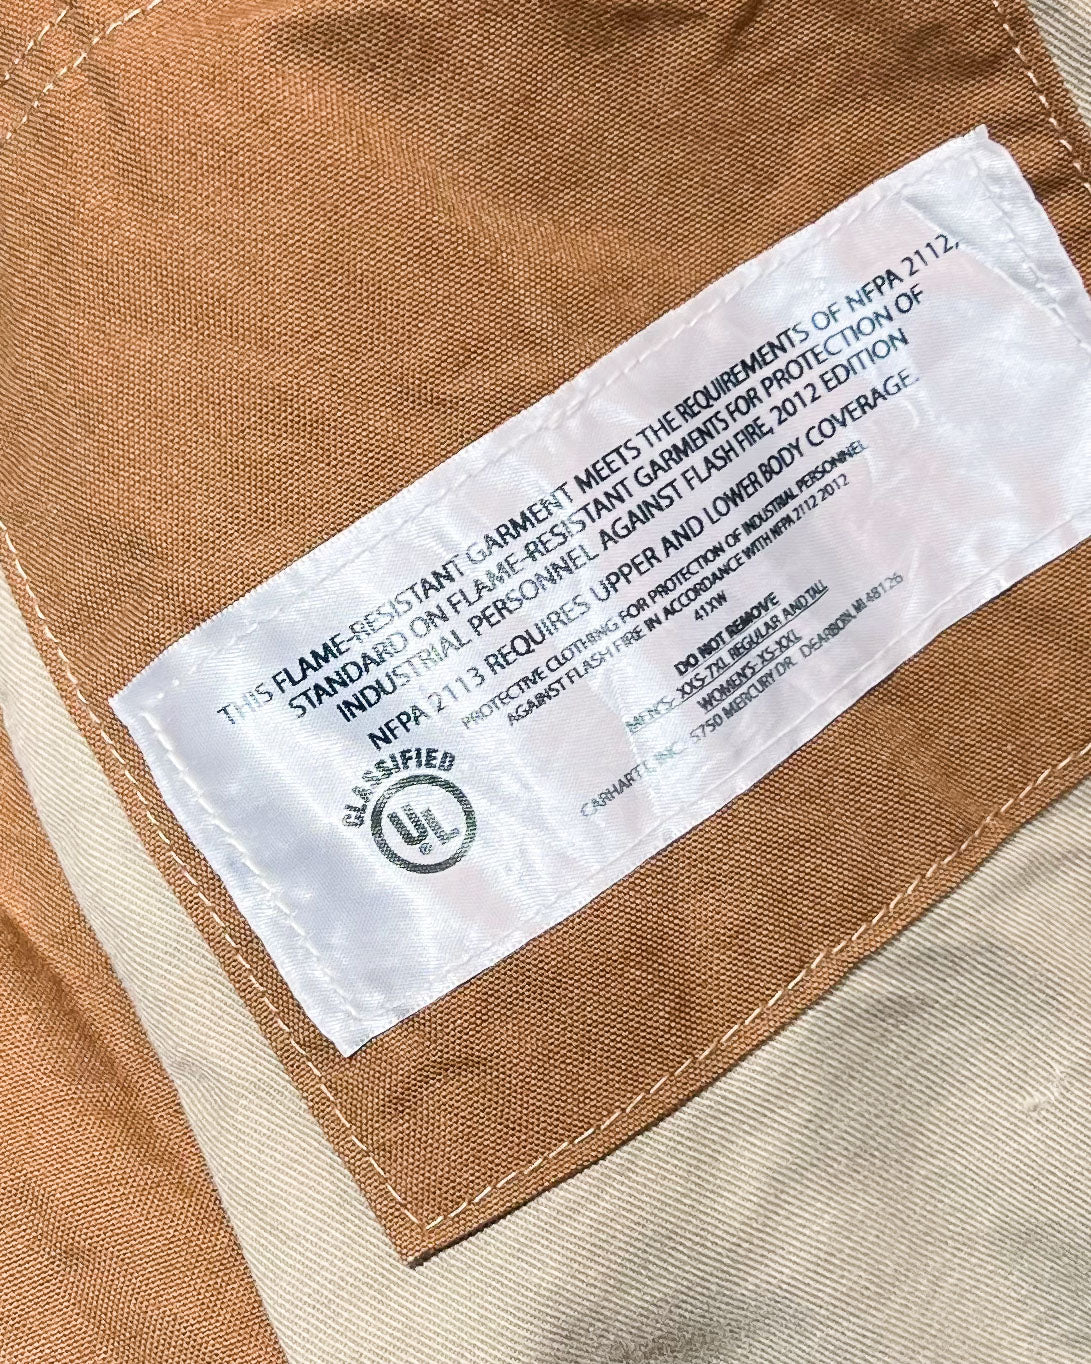 THIS FLAME-RESISTANT GARMENT MEETS THE REQUIREMENTS OF NFPA 2112,
STANDARD ON FLAME-RESISTANT GARMENTS FOR PROTECTION OF
INDUSTRIAL PERSONNEL AGAINST FLASH FIRE, 2012 EDITION
NFPA 2113 REQUIRES UPPER AND LOWER BODY COVERAGE.
PROTECTIVE CLOTHING FOR PROTECTION OF INDUSTRIAL PERSONNEL
AGAINST FLASH FIRE IN ACCORDANCE WITH NFPA 2112 2012
41XW
DO NOT REMOVE
MEN'S- XXS-7XL REGULAR AND TALL
WOMEN'S- XS-XXL
CARHARTT, INC. 5750 MERCURY DR. DEARBON, MI 48126
CLASSIFIED
UL
®